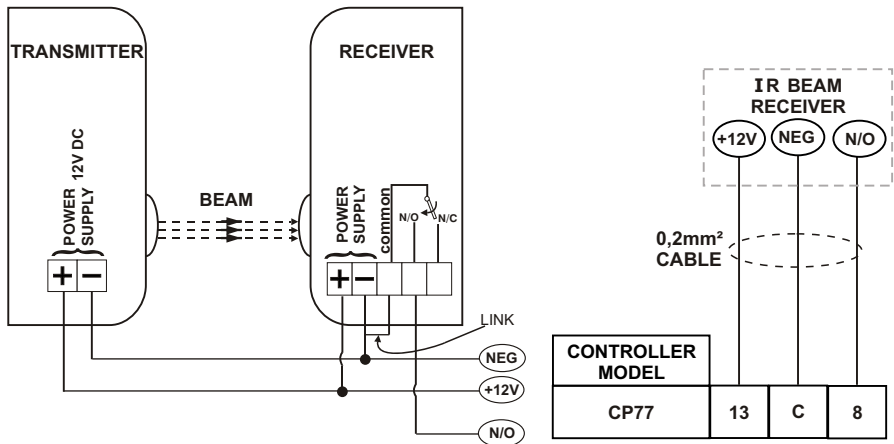 TRANSMITTER
POWER SUPPLY 12V DC
+ −
BEAM
RECEIVER
POWER SUPPLY
common
N/O
N/C
+ −
LINK
NEG
+12V
N/O
IR BEAM
RECEIVER
+12V NEG N/O
0,2mm²
CABLE
CONTROLLER
MODEL
CP77 13 C 8